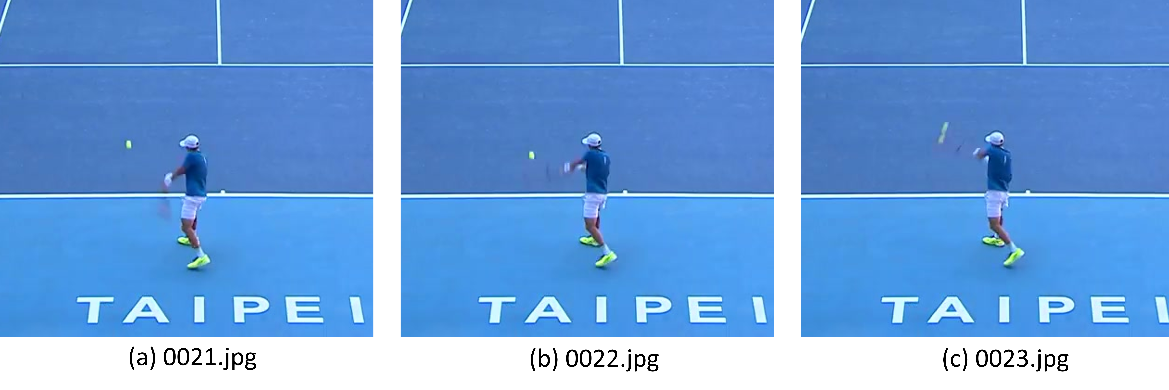 TAIPEI
TAIPEI
TAIPEI
(a) 0021.jpg
(b) 0022.jpg
(c) 0023.jpg